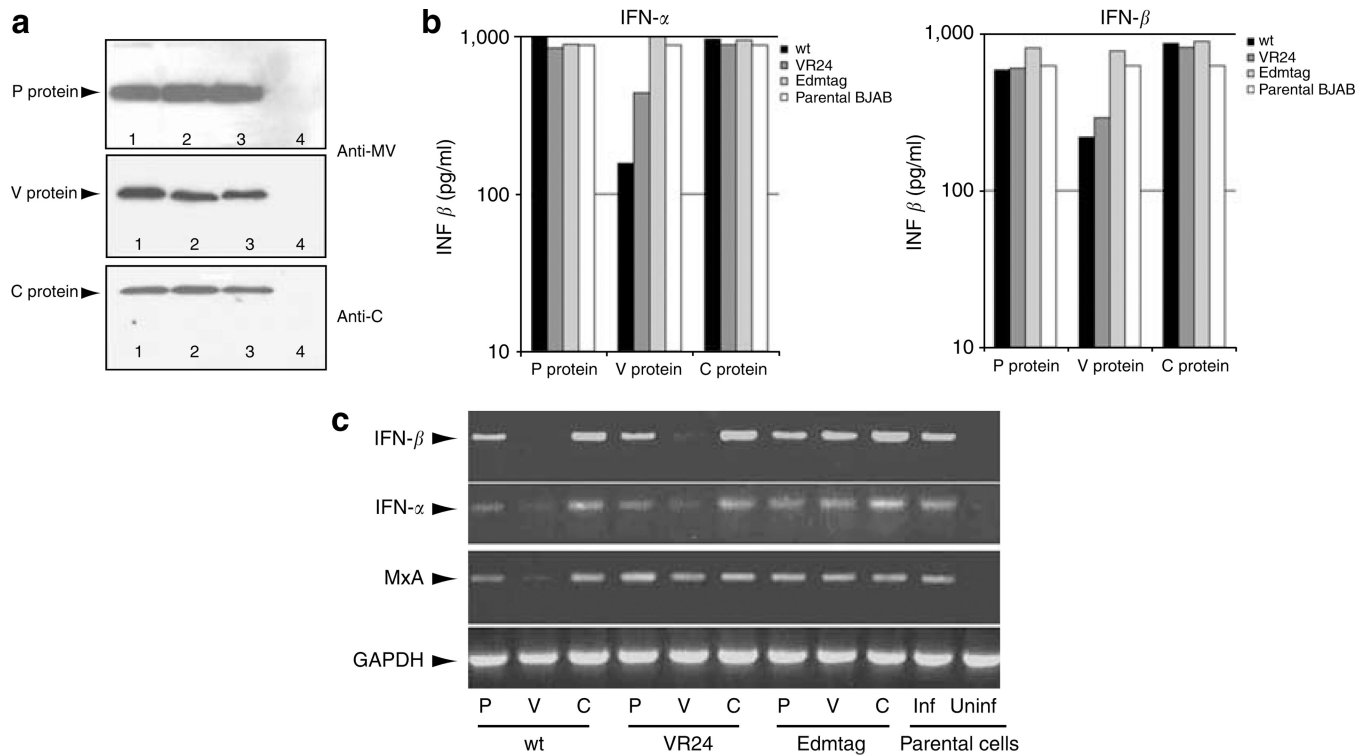 a
P protein
1 2 3 4
Anti-MV
V protein
1 2 3 4
C protein
Anti-C
1 2 3 4
b
IFN-α
1,000
100
10
INF β (pg/ml)
wt
VR24
Edmtag
Parental BJAB
P protein V protein C protein
IFN-β
1,000
100
10
INF β (pg/ml)
wt
VR24
Edmtag
Parental BJAB
P protein V protein C protein
c
IFN-β
IFN-α
MxA
GAPDH
P V C P V C P V C Inf Uninf
wt VR24 Edmtag Parental cells